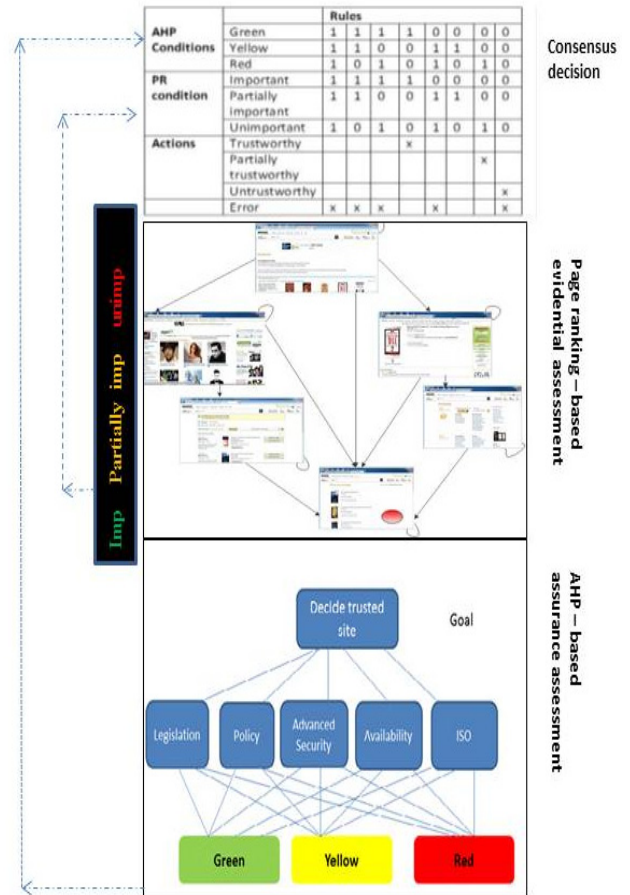 Rules
AHP Conditions Green 1 1 1 1 0 0 0 0
Yellow 1 1 0 0 1 1 0 0
Red 1 0 1 0 1 0 1 0
PR condition Important 1 1 1 1 0 0 0 0
Partially important 1 1 0 0 1 1 0 0
Unimportant 1 0 1 0 1 0 1 0
Actions Trustworthy x
Partially trustworthy x
Untrustworthy x
Error x x x x x
Consensus
decision
Imp Partially imp unimp
Page ranking – based
evidential assessment
AHP – based
assurance assessment
Decide trusted
site
Goal
Legislation
Policy
Advanced
Security
Availability
ISO
Green
Yellow
Red